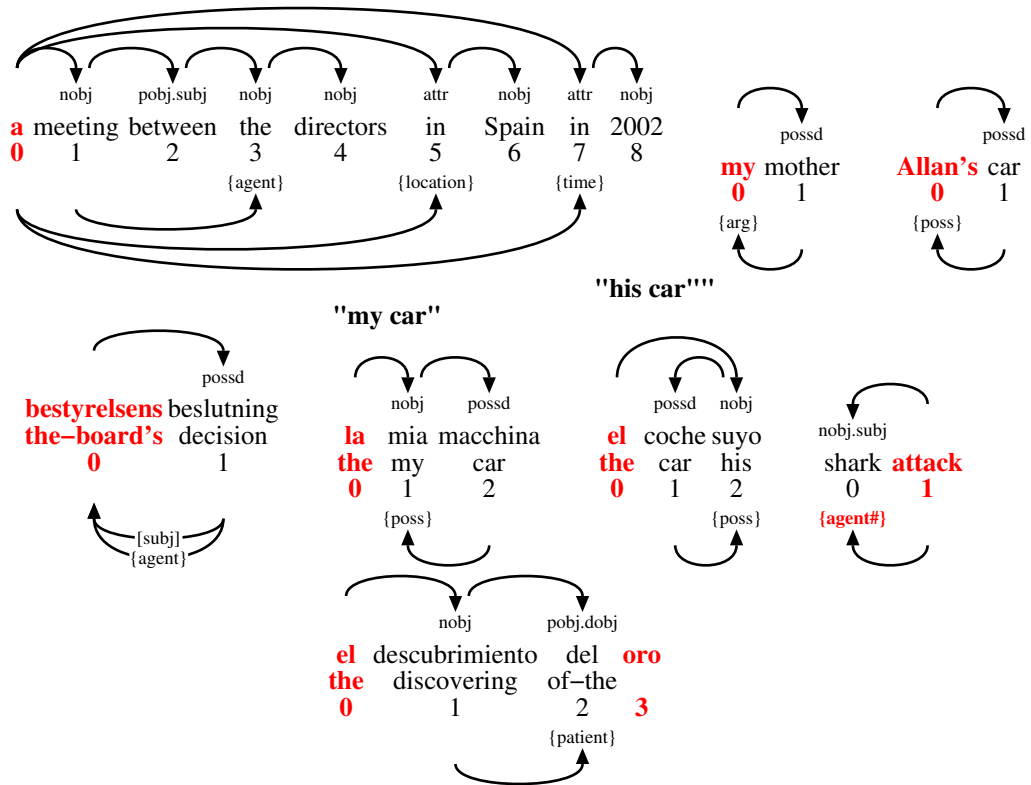 nobj pobj.subj nobj nobj attr nobj attr nobj
a meeting between the directors in Spain in 2002
0 1 2 3 4 5 6 7 8
{agent} {location} {time}
possd
my mother
0 1
{arg}
possd
Allan's car
0 1
{poss}
possd
bestyrelsens beslutning
the–board's decision
0 1
[subj]
{agent}
"my car"
nobj possd
la mia macchina
the my car
0 1 2
{poss}
"his car""
possd nobj
el coche suyo
the car his
0 1 2
{poss}
nobj.subj
shark attack
0 1
{agent#}
nobj pobj.dobj
el descubrimiento del oro
the discovering of–the
0 1 2 3
{patient}